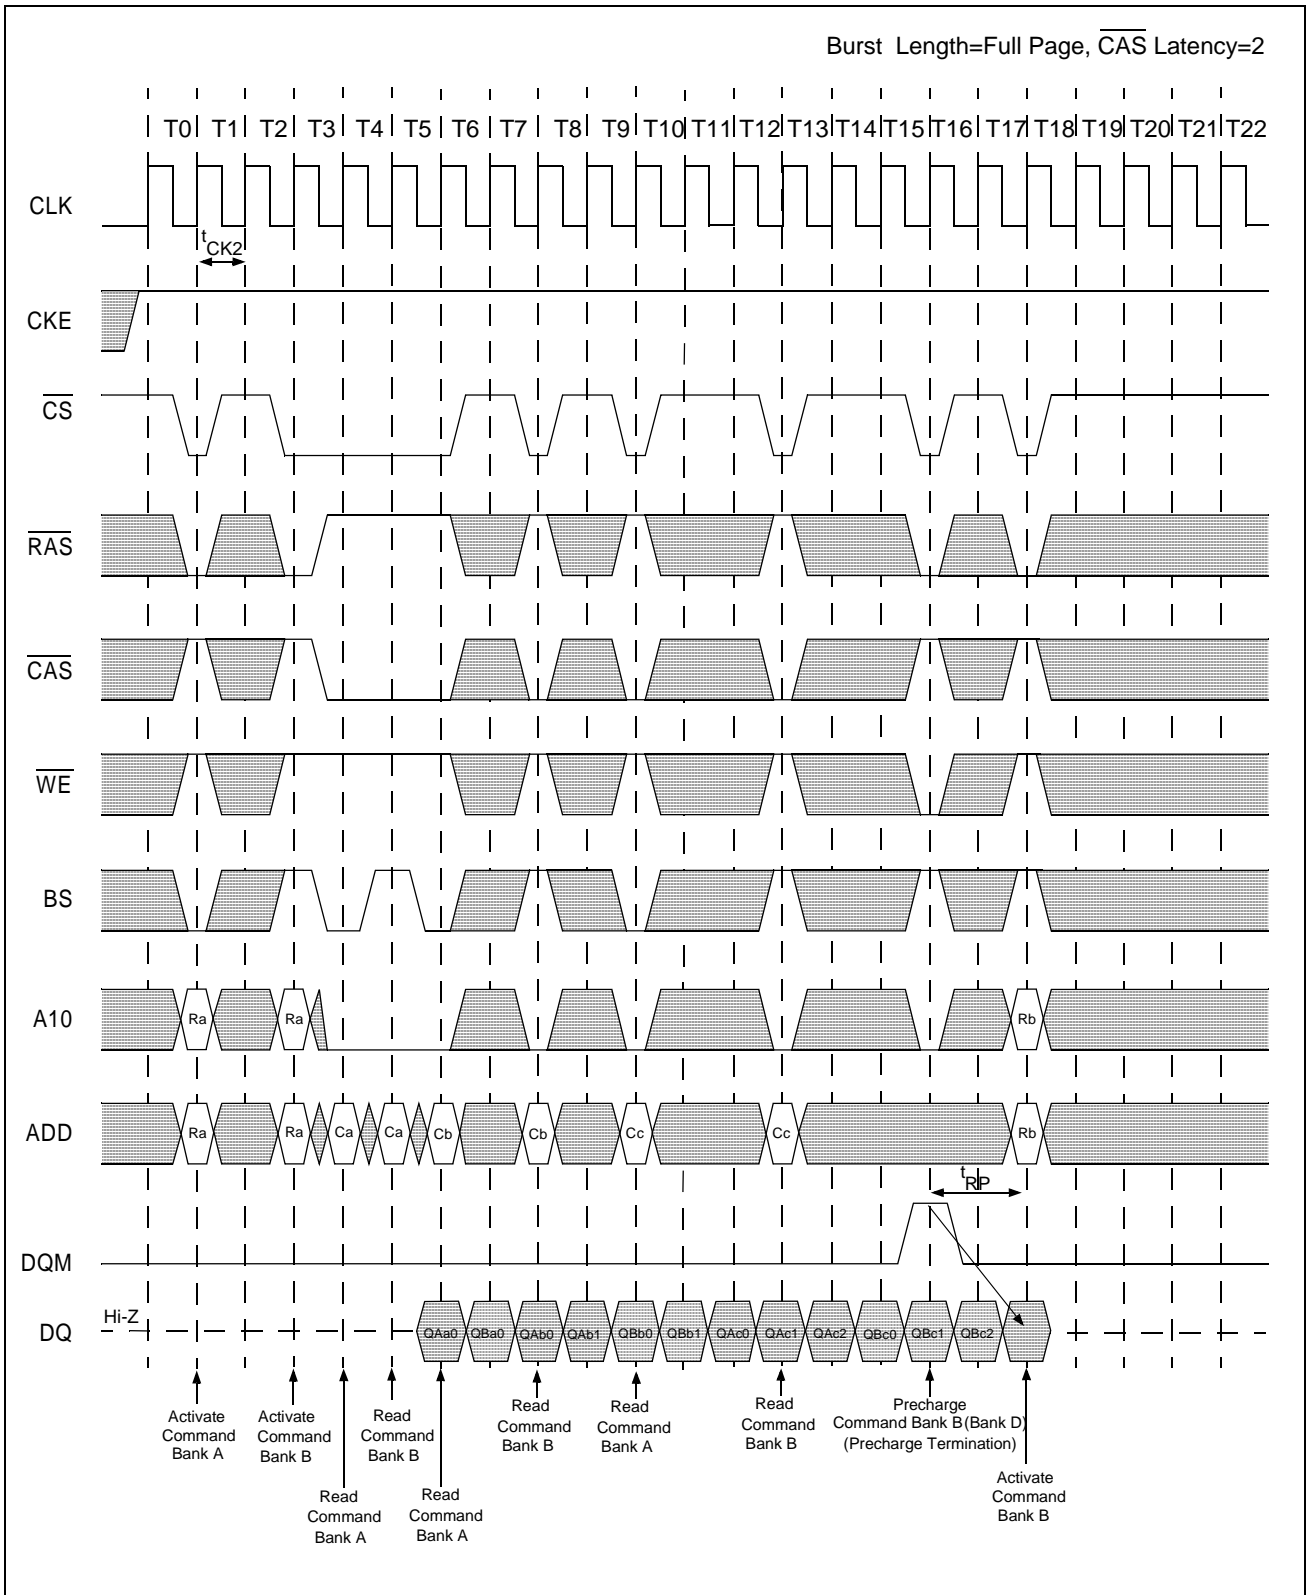 Burst Length=Full Page, CAS Latency=2
T0 T1 T2 T3 T4 T5 T6 T7 T8 T9 T10 T11 T12 T13 T14 T15 T16 T17 T18 T19 T20 T21 T22
CLK
tCK2
CKE
CS
RAS
CAS
WE
BS
A10
Ra Ra Rb
ADD
Ra Ra Ca Ca Cb Cb Cc Cc Rb
tRP
DQM
Hi-Z
DQ
QAa0 QBa0 QAb0 QAb1 QBb0 QBb1 QAc0 QAc1 QAc2 QBc0 QBc1 QBc2
Activate
Command
Bank A
Activate
Command
Bank B
Read
Command
Bank A
Read
Command
Bank B
Read
Command
Bank A
Read
Command
Bank B
Read
Command
Bank A
Read
Command
Bank B
Precharge
Command Bank B (Bank D)
(Precharge Termination)
Activate
Command
Bank B